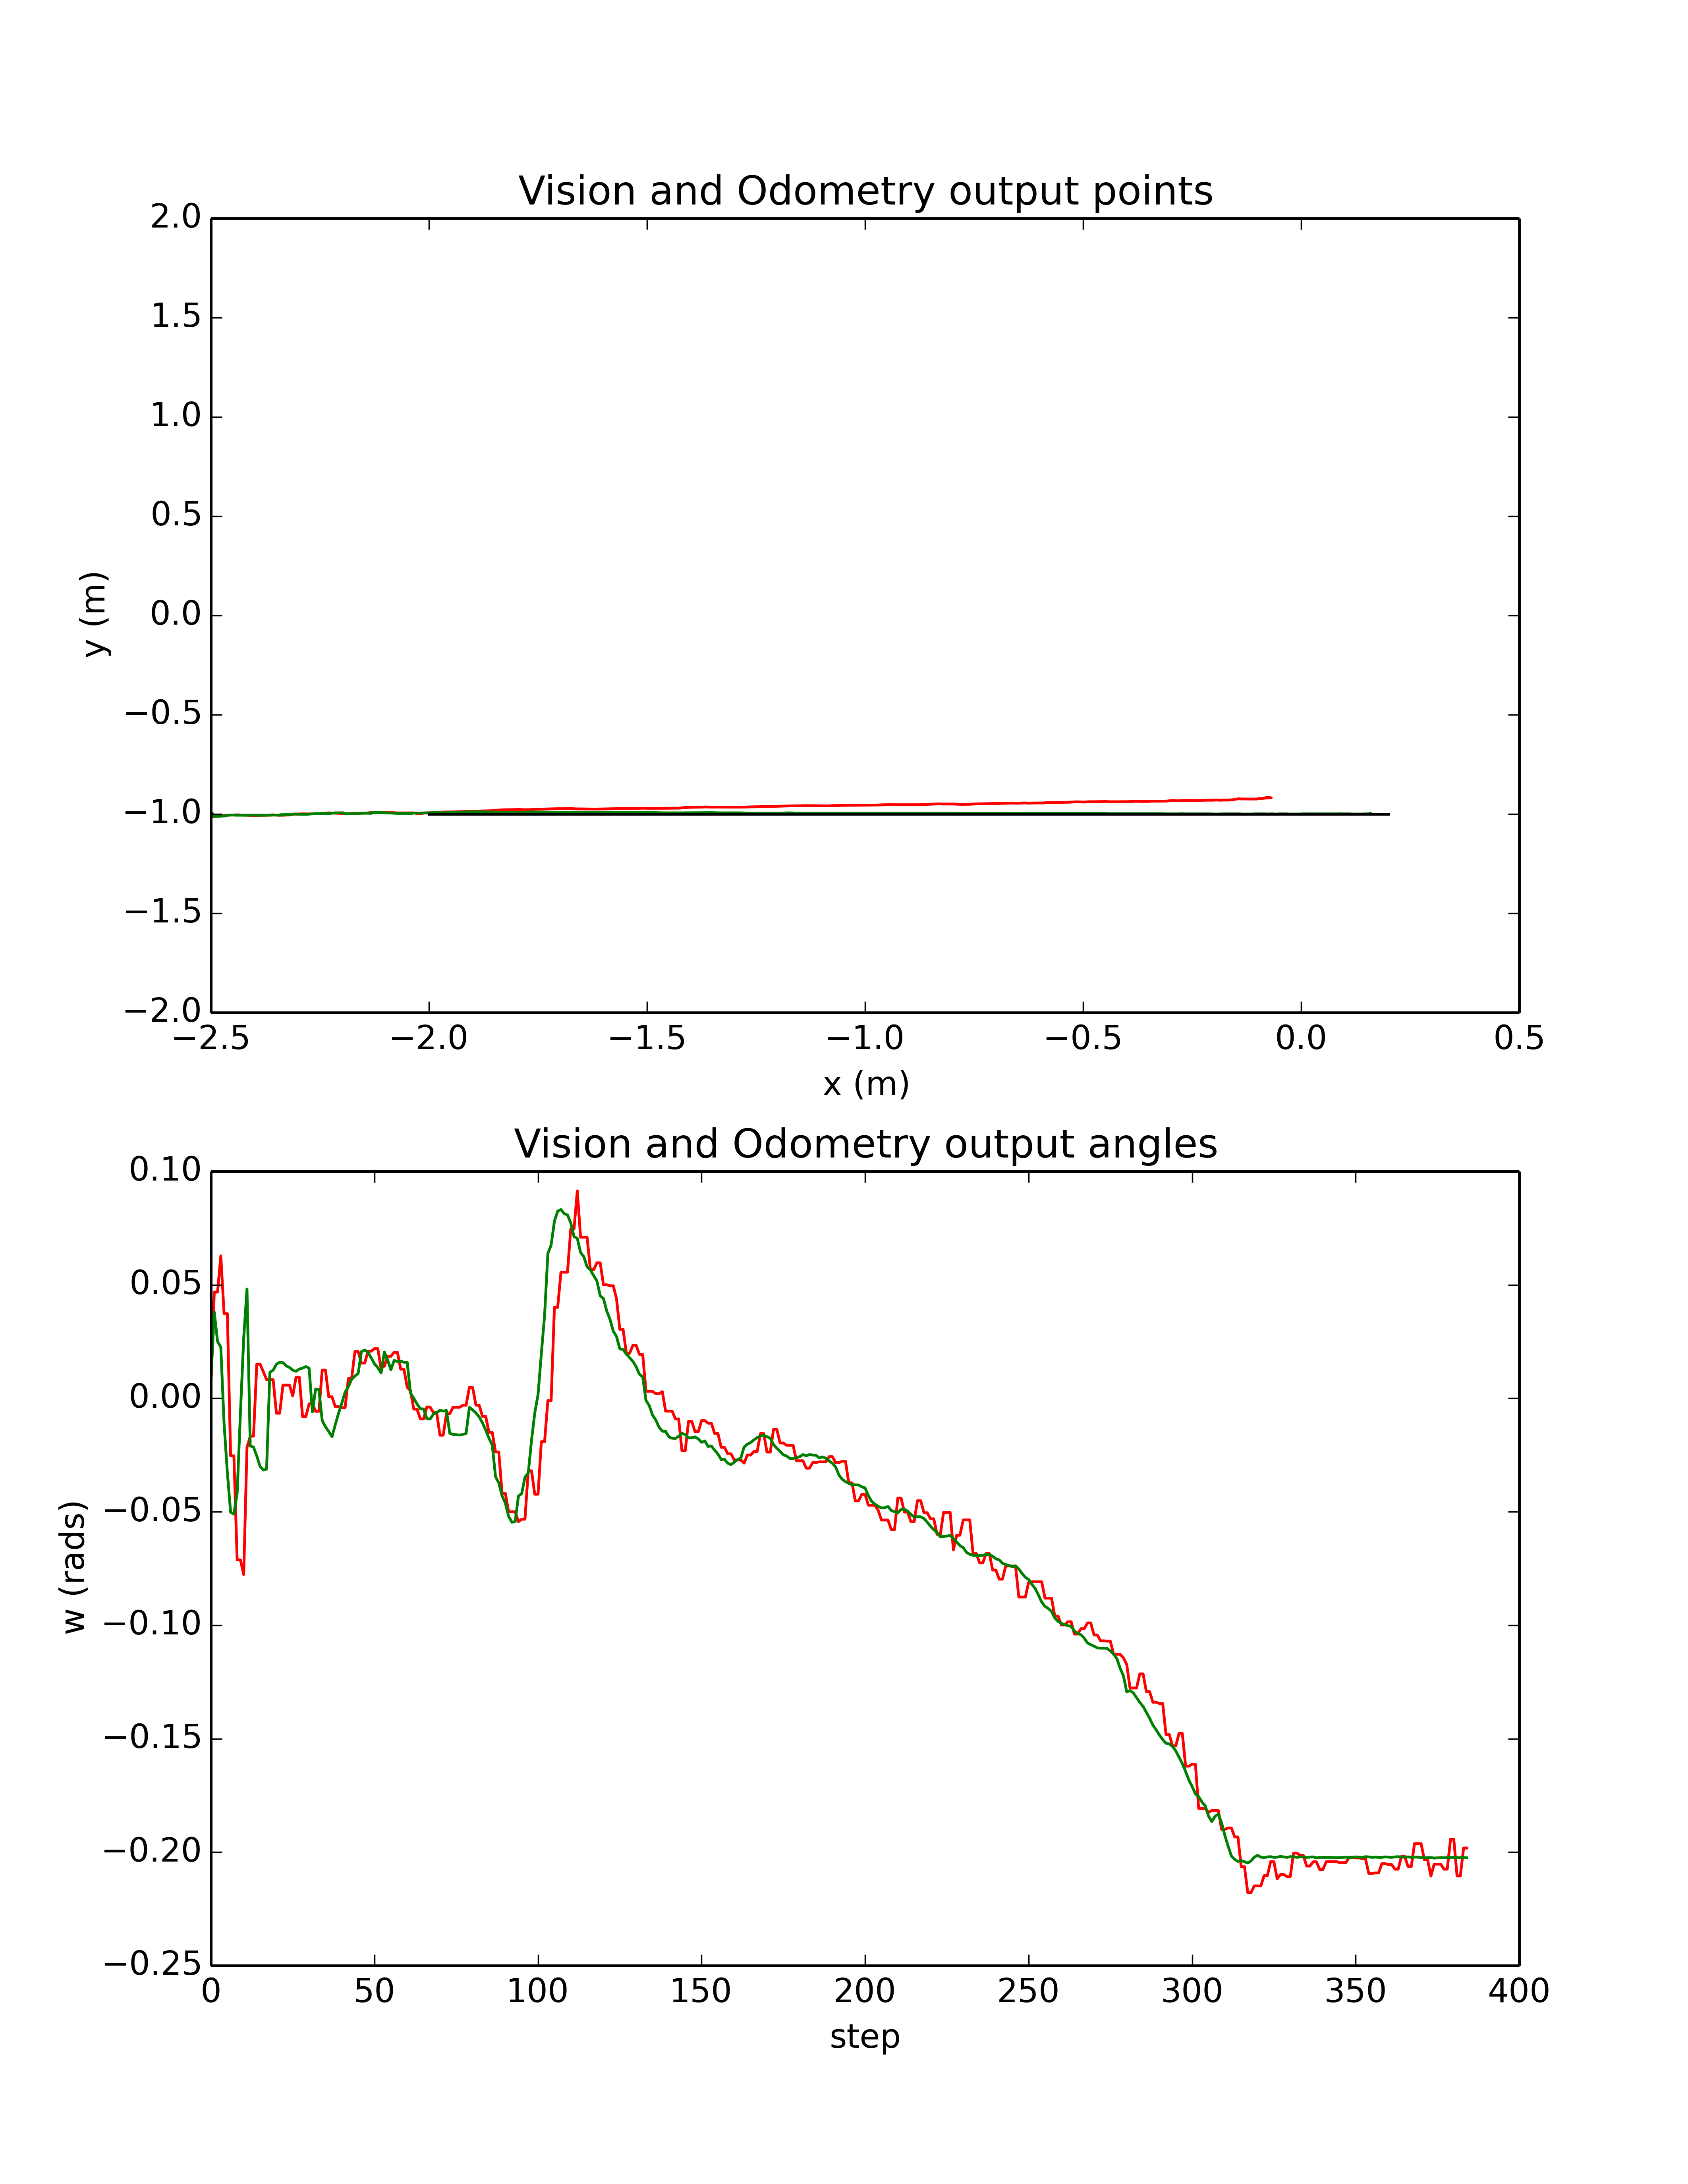 Vision and Odometry output points
2.0
1.5
1.0
0.5
0.0
−0.5
−1.0
−1.5
−2.0
y (m)
−2.5 −2.0 −1.5 −1.0 −0.5 0.0 0.5
x (m)
Vision and Odometry output angles
0.10
0.05
0.00
−0.05
−0.10
−0.15
−0.20
−0.25
w (rads)
0 50 100 150 200 250 300 350 400
step